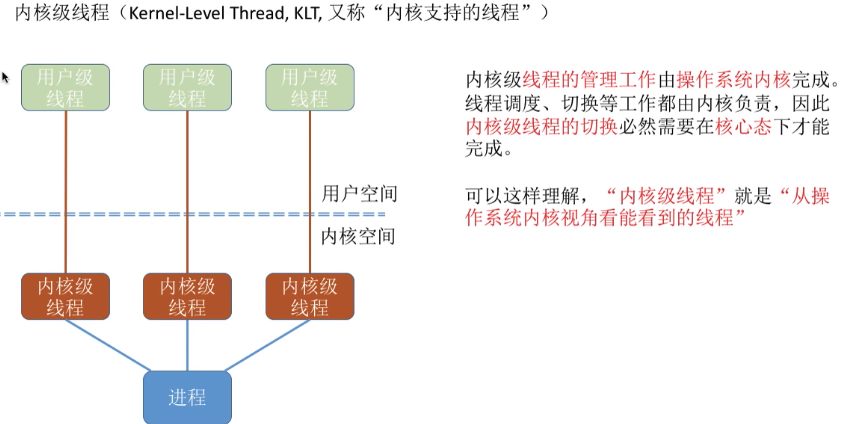 内核级线程（Kernel-Level Thread, KLT, 又称“内核支持的线程”）
用户级
线程
用户级
线程
用户级
线程
内核级线程的管理工作由操作系统内核完成。
线程调度、切换等工作都由内核负责，因此
内核级线程的切换必然需要在核心态下才能
完成。
可以这样理解，“内核级线程”就是“从操
作系统内核视角看能看到的线程”
用户空间
内核空间
内核级
线程
内核级
线程
内核级
线程
进程